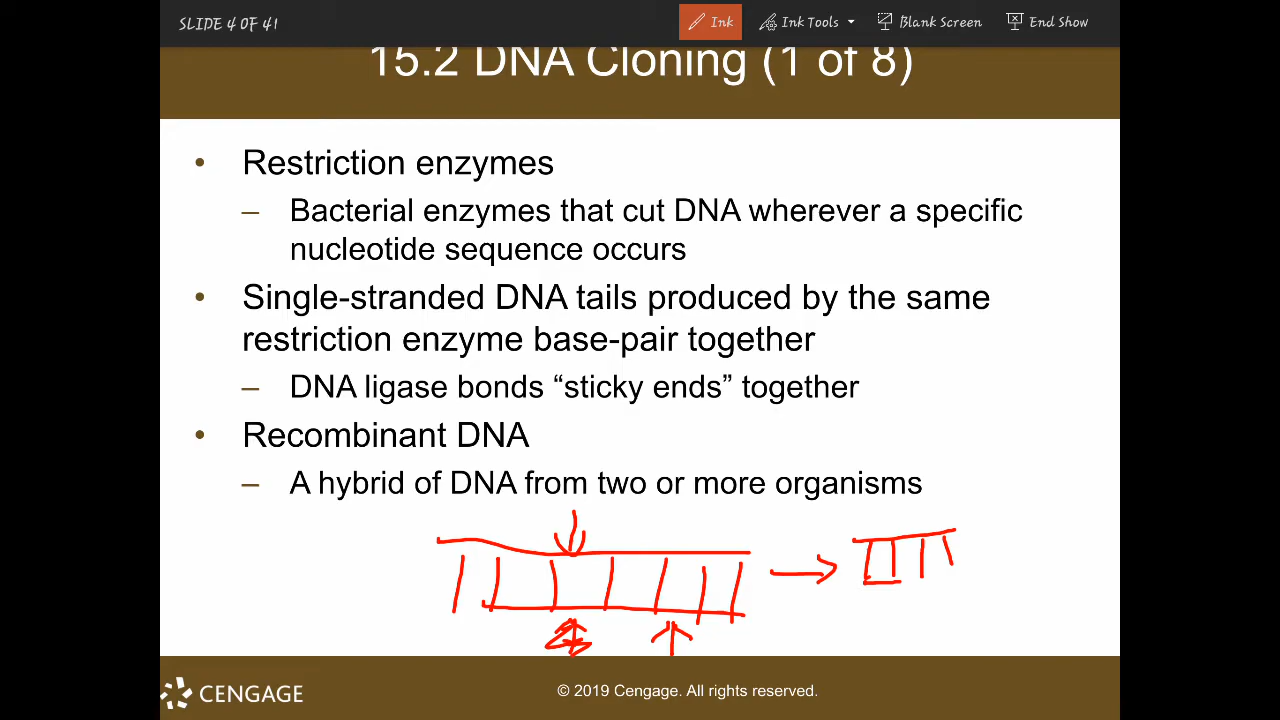 SLIDE 4 OF 41
Ink
Ink Tools
Blank Screen
End Show
15.2 DNA Cloning (1 of 8)
• Restriction enzymes
– Bacterial enzymes that cut DNA wherever a specific
nucleotide sequence occurs
• Single-stranded DNA tails produced by the same
restriction enzyme base-pair together
– DNA ligase bonds “sticky ends” together
• Recombinant DNA
– A hybrid of DNA from two or more organisms
CENGAGE
© 2019 Cengage. All rights reserved.